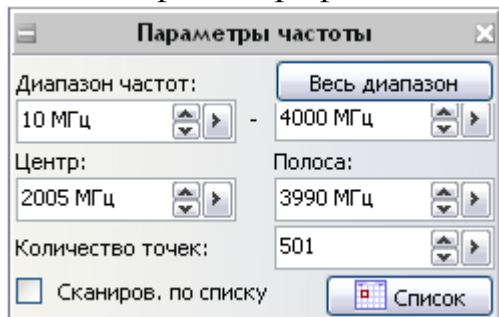 Параметры частоты
Диапазон частот: Весь диапазон
10 МГц - 4000 МГц
Центр: Полоса:
2005 МГц 3990 МГц
Количество точек: 501
Сканиров. по списку Список